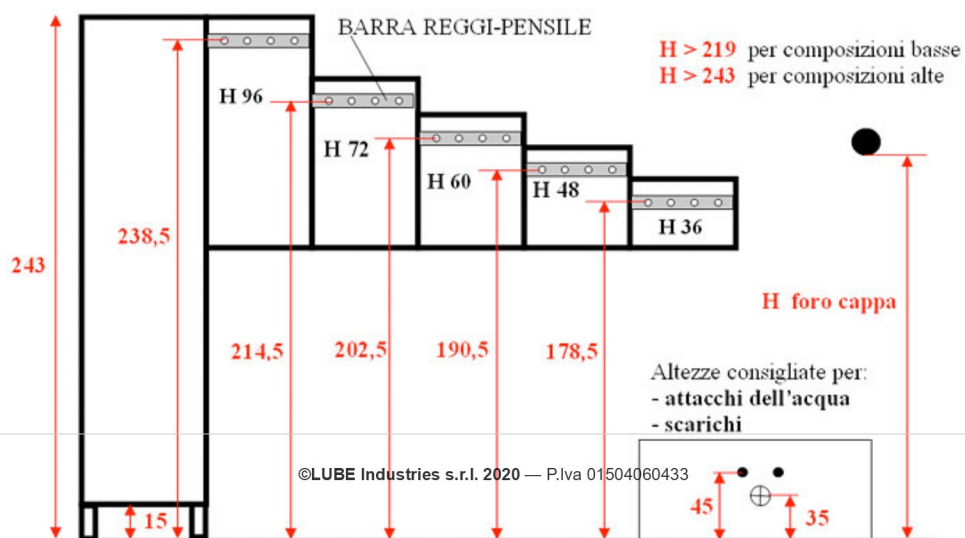 BARRA REGGI-PENSILE
H > 219 per composizioni basse
H > 243 per composizioni alte
H 96
H 72
H 60
H 48
H 36
238,5
243
H foro cappa
214,5
202,5
190,5
178,5
Altezze consigliate per:
- attacchi dell'acqua
- scarichi
©LUBE Industries s.r.l. 2020 — P.Iva 01504060433
45
35
15